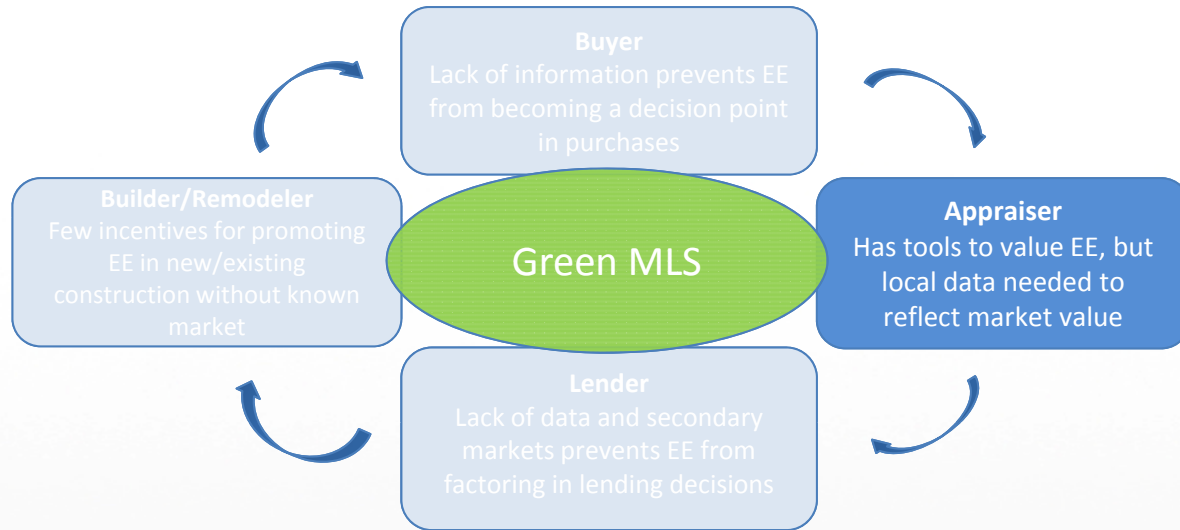 Buyer
Lack of information prevents EE
from becoming a decision point
in purchases
Builder/Remodeler
Few incentives for promoting
EE in new/existing
construction without known
market
Green MLS
Appraiser
Has tools to value EE, but
local data needed to
reflect market value
Lender
Lack of data and secondary
markets prevents EE from
factoring in lending decisions